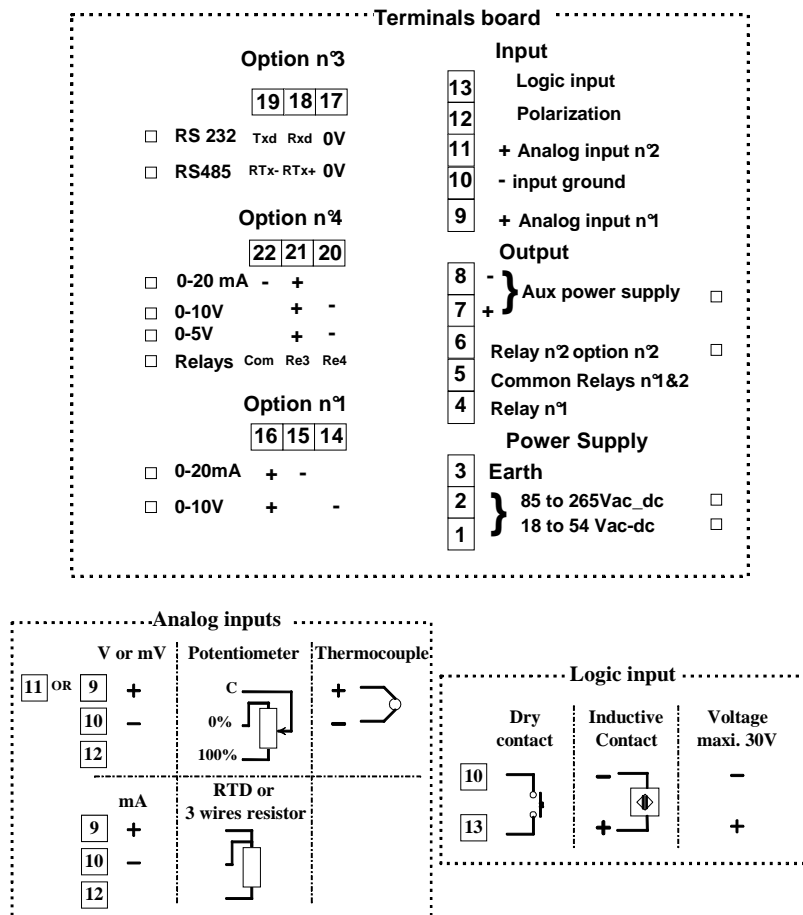 Terminals board
Option n°3
19 18 17
RS 232 Txd Rxd 0V
RS485 RTx- RTx+ 0V
Option n°4
22 21 20
0-20 mA - +
0-10V + -
0-5V + -
Relays Com Re3 Re4
Option n°1
16 15 14
0-20mA + -
0-10V + -
Input
13 Logic input
12 Polarization
11 + Analog input n°2
10 - input ground
9 + Analog input n°1
Output
8 -
7 + } Aux power supply
6 Relay n°2 option n°2
5 Common Relays n°1&2
4 Relay n°1
Power Supply
3 Earth
2 } 85 to 265Vac_dc
1 18 to 54 Vac-dc
Analog inputs
V or mV Potentiometer Thermocouple
11 OR 9 + C +
10 - 0% -
12 100%
mA RTD or
3 wires resistor
9 +
10 -
12
Logic input
Dry contact
Inductive Contact
Voltage maxi. 30V
10 - -
13 + +